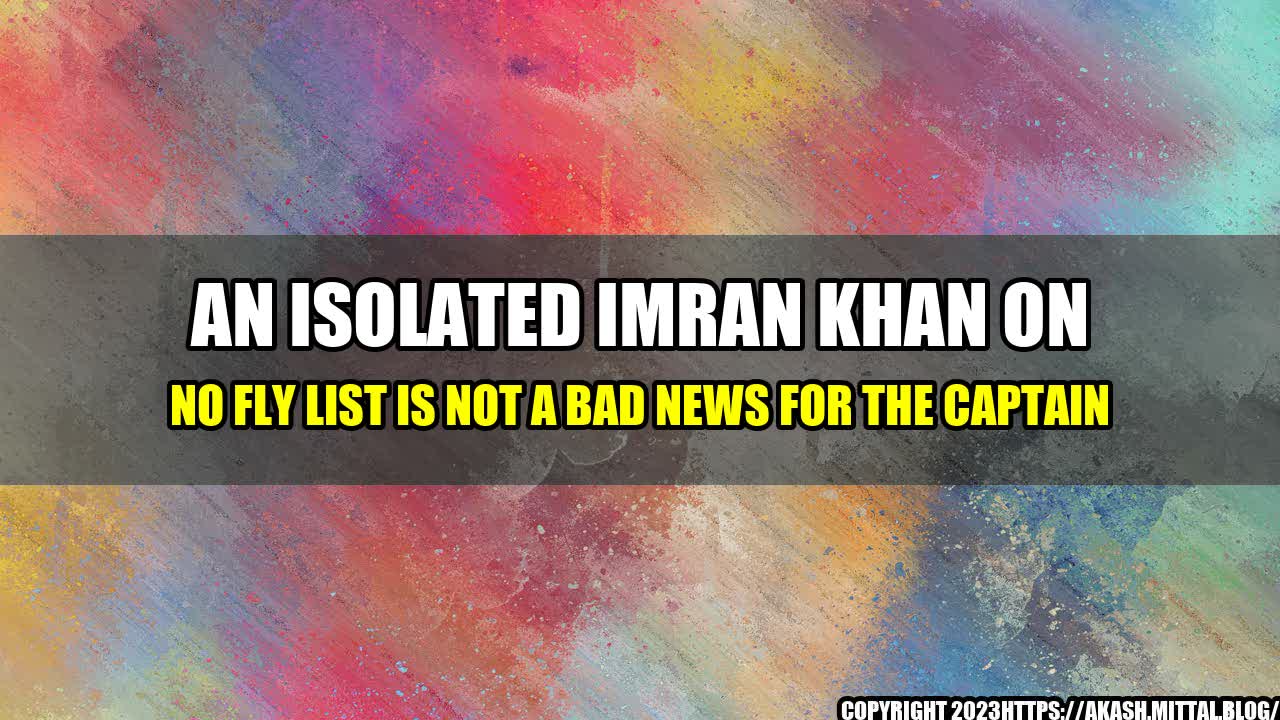 AN ISOLATED IMRAN KHAN ON
NO FLY LIST IS NOT A BAD NEWS FOR THE CAPTAIN
COPYRIGHT 2023HTTPS://AKASH.MITTAL.BLOG/